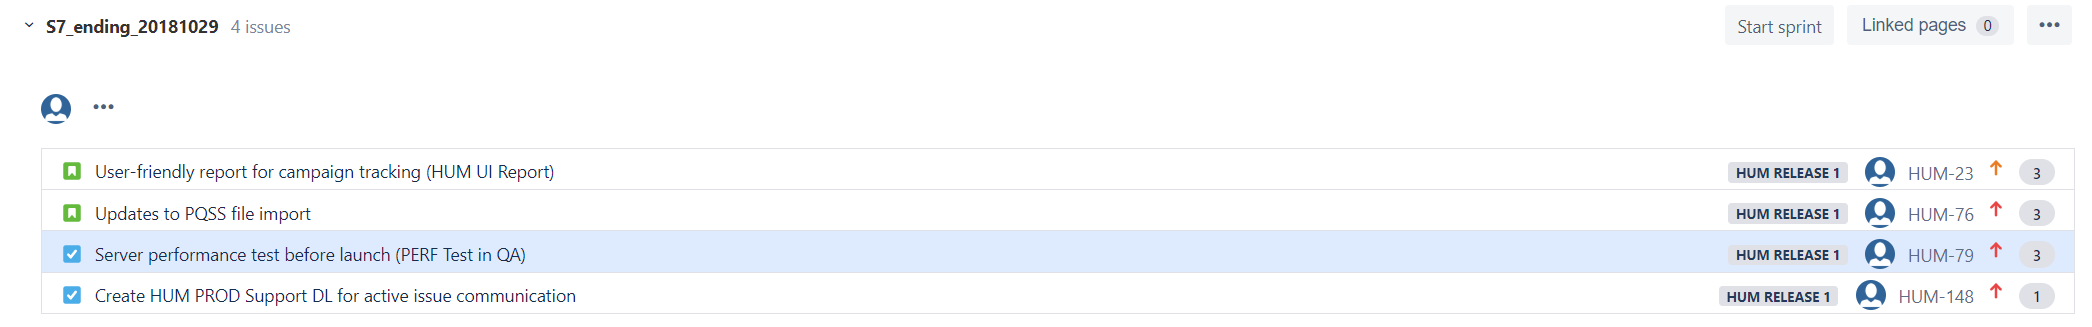 S7_ending_20181029 4 issues Start sprint Linked pages 0
User-friendly report for campaign tracking (HUM UI Report) HUM RELEASE 1 HUM-23 3
Updates to PQSS file import HUM RELEASE 1 HUM-76 3
Server performance test before launch (PERF Test in QA) HUM RELEASE 1 HUM-79 3
Create HUM PROD Support DL for active issue communication HUM RELEASE 1 HUM-148 1